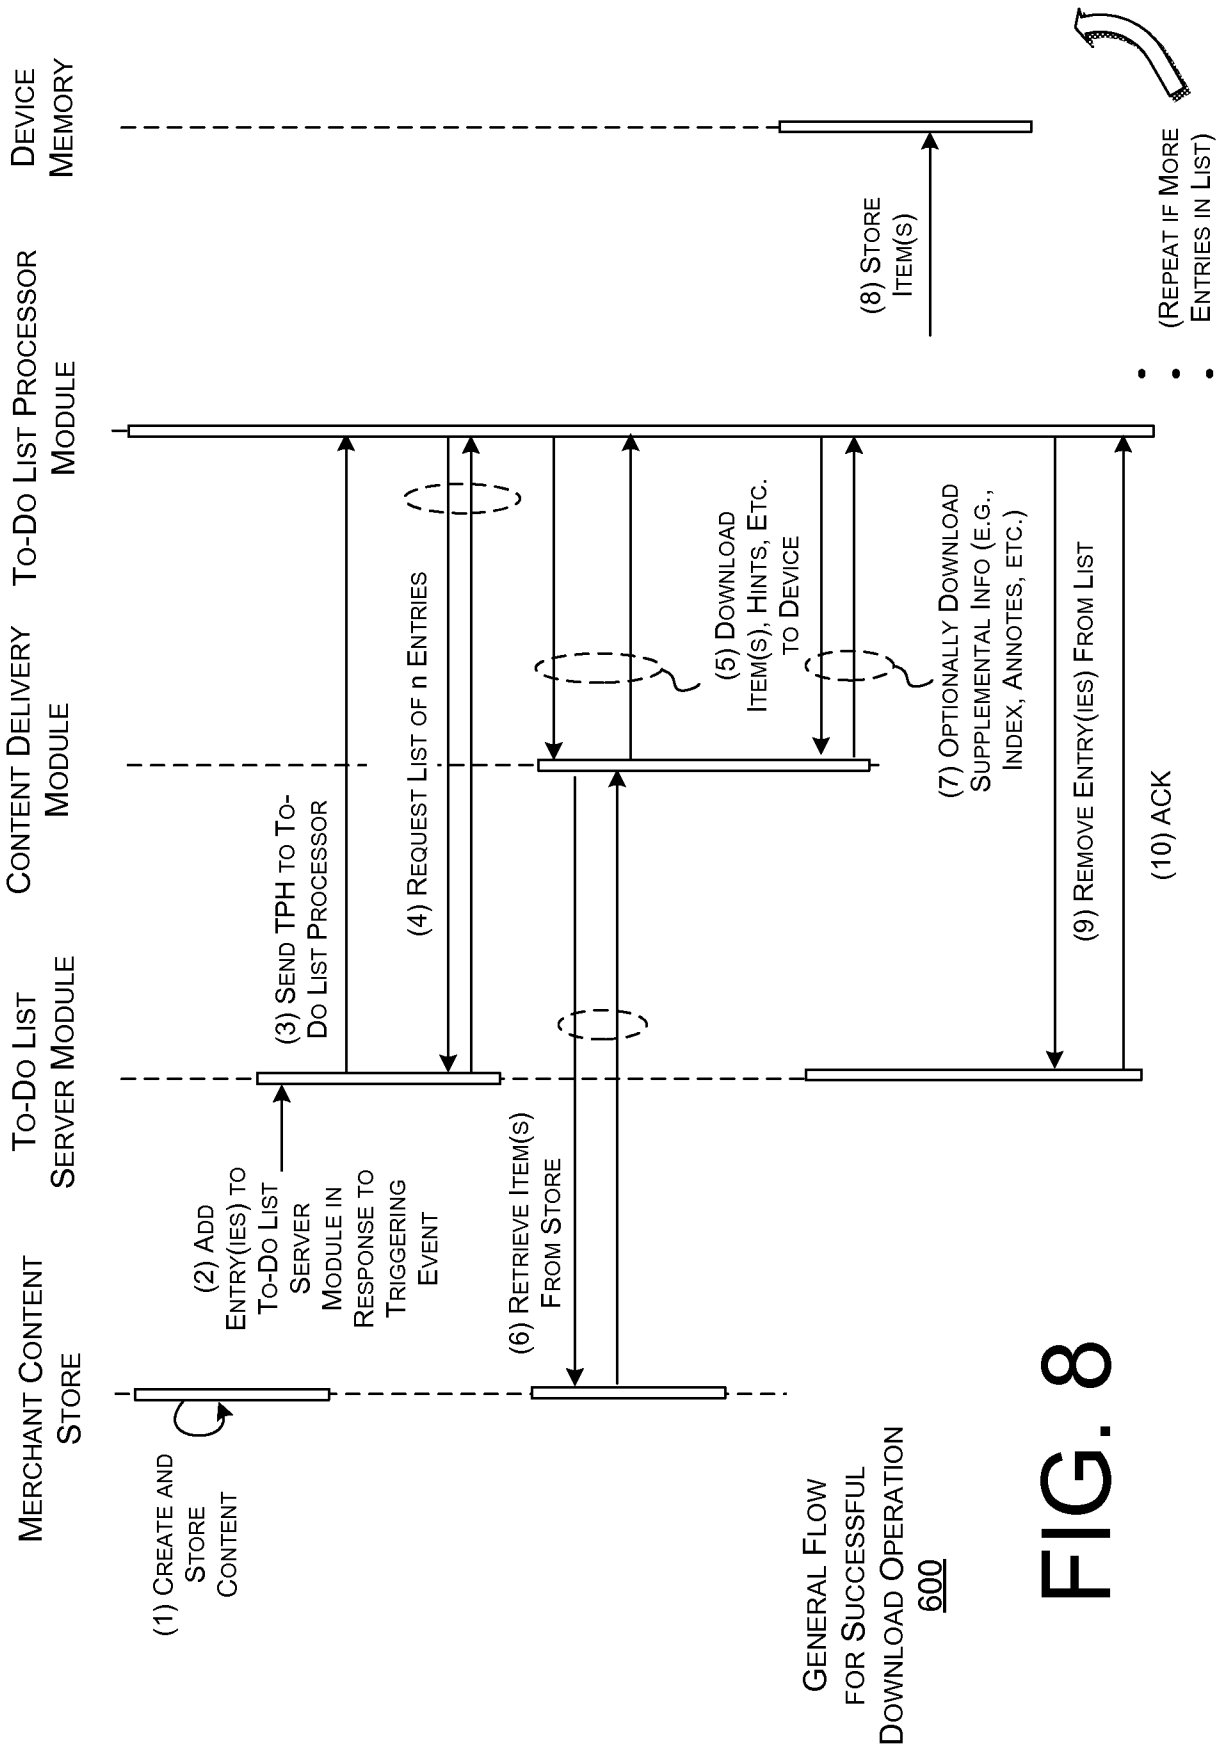 MERCHANT CONTENT
STORE
TO-DO LIST
SERVER MODULE
CONTENT DELIVERY
MODULE
TO-DO LIST PROCESSOR
MODULE
DEVICE
MEMORY
(1) CREATE AND
STORE
CONTENT
(2) ADD
ENTRY(IES) TO
TO-DO LIST
SERVER
MODULE IN
RESPONSE TO
TRIGGERING
EVENT
(3) SEND TPH TO TO-
DO LIST PROCESSOR
(4) REQUEST LIST OF n ENTRIES
(6) RETRIEVE ITEM(S)
FROM STORE
(5) DOWNLOAD
ITEM(S), HINTS, ETC.
TO DEVICE
(8) STORE
ITEM(S)
(7) OPTIONALLY DOWNLOAD
SUPPLEMENTAL INFO (E.G.,
INDEX, ANNOTES, ETC.)
(9) REMOVE ENTRY(IES) FROM LIST
(10) ACK
(REPEAT IF MORE
ENTRIES IN LIST)
GENERAL FLOW
FOR SUCCESSFUL
DOWNLOAD OPERATION
600
FIG. 8